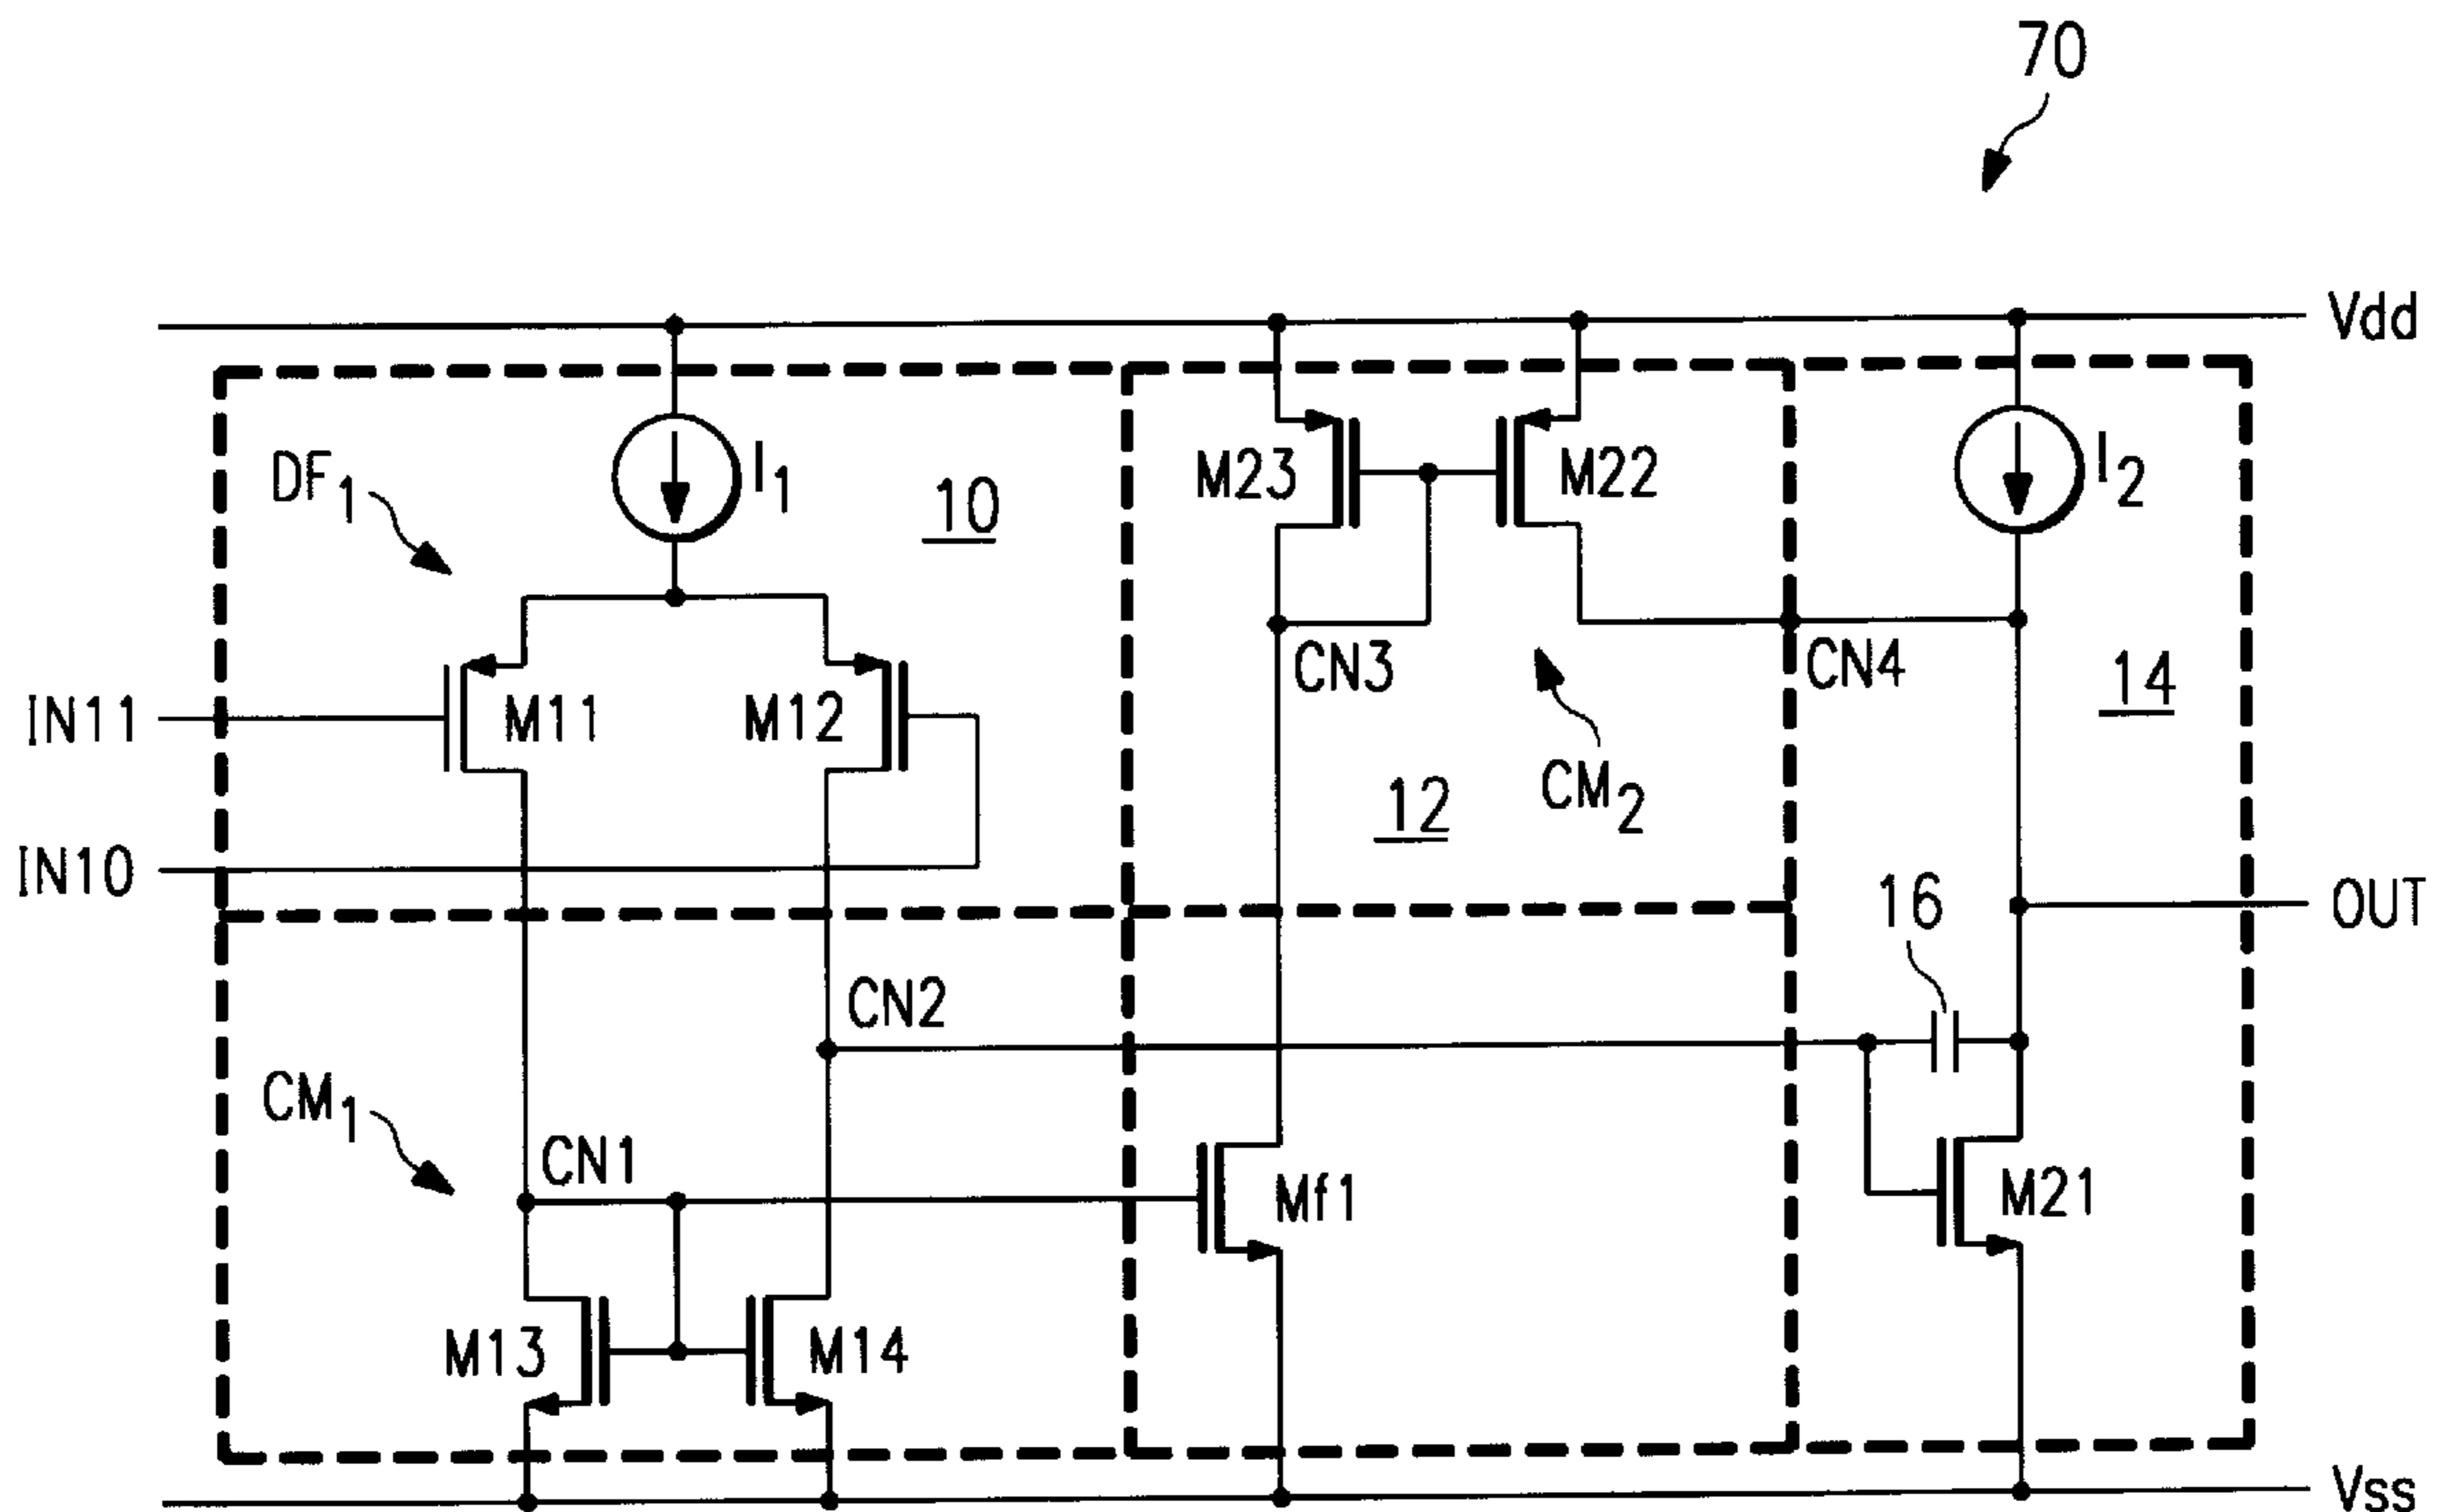 70
Vdd
DF1
I1
10
M23
M22
I2
IN11
M11
M12
CN3
CN4
14
CM2
12
IN10
16
OUT
CN2
CM1
CN1
Mf1
M21
M13
M14
Vss